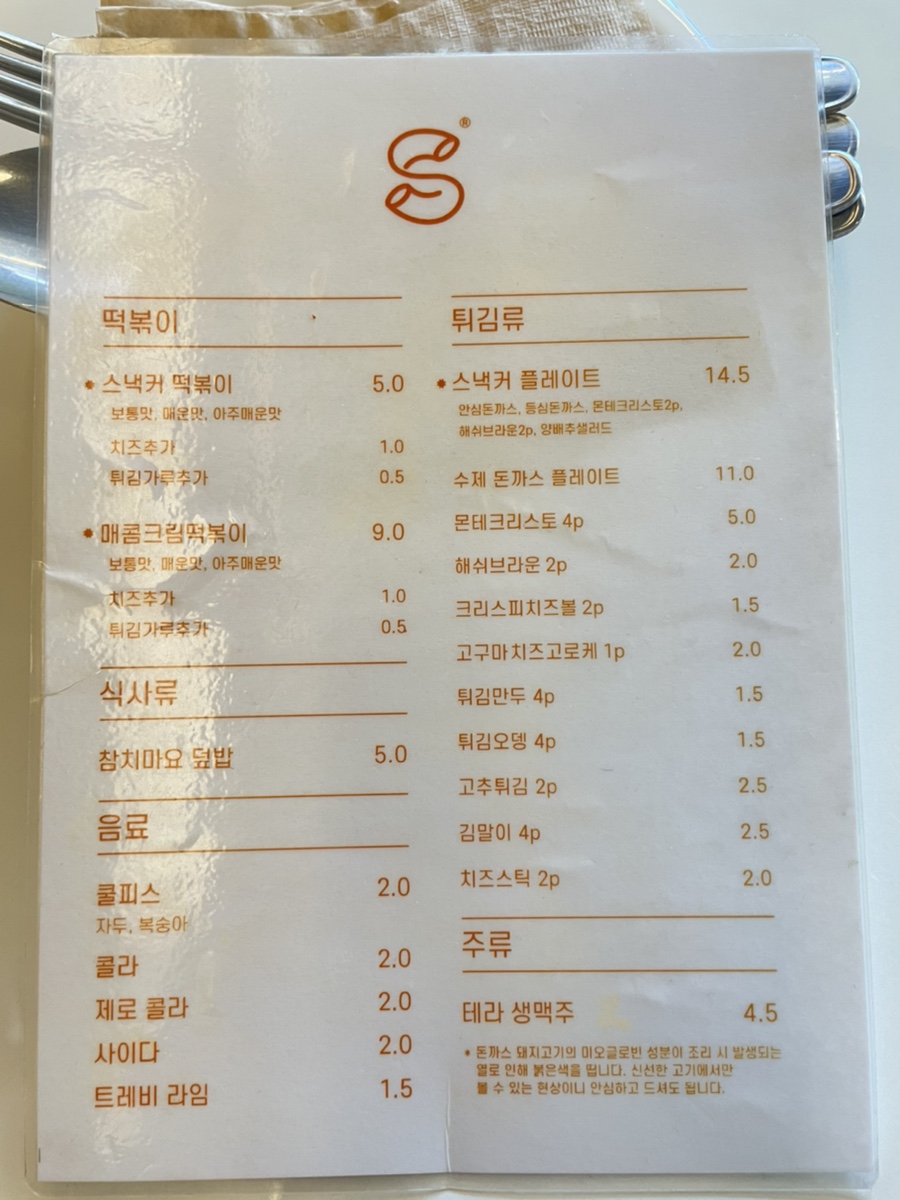 S®
떡볶이
스낵커 떡볶이 5.0
보통맛, 매운맛, 아주매운맛
치즈추가 1.0
튀김가루추가 0.5
매콤크림떡볶이 9.0
보통맛, 매운맛, 아주매운맛
치즈추가 1.0
튀김가루추가 0.5
식사류
참치마요 덮밥 5.0
음료
쿨피스 2.0
자두, 복숭아
콜라 2.0
제로 콜라 2.0
사이다 2.0
트레비 라임 1.5
튀김류
스낵커 플레이트 14.5
안심돈까스, 등심돈까스, 몬테크리스토2p,
해쉬브라운2p, 양배추샐러드
수제 돈까스 플레이트 11.0
몬테크리스토 4p 5.0
해쉬브라운 2p 2.0
크리스피치즈볼 2p 1.5
고구마치즈고로케 1p 2.0
튀김만두 4p 1.5
튀김오뎅 4p 1.5
고추튀김 2p 2.5
김말이 4p 2.5
치즈스틱 2p 2.0
주류
테라 생맥주 4.5
* 돈까스 돼지고기의 미오글로빈 성분이 조리 시 발생되는
열로 인해 붉은색을 띕니다. 신선한 고기에서만
볼 수 있는 현상이니 안심하고 드셔도 됩니다.